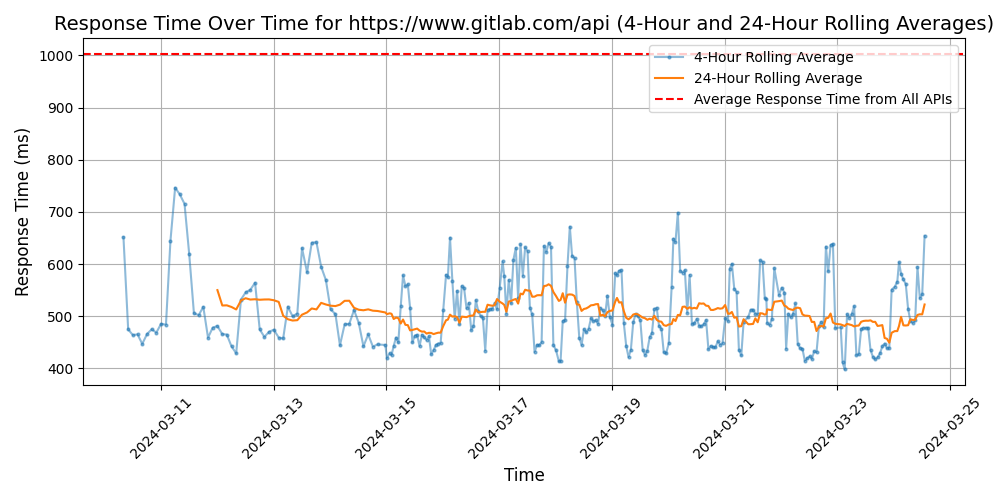 Response Time Over Time for https://www.gitlab.com/api (4-Hour and 24-Hour Rolling Averages)
4-Hour Rolling Average
24-Hour Rolling Average
Average Response Time from All APIs
Response Time (ms)
1000
900
800
700
600
500
400
2024-03-11
2024-03-13
2024-03-15
2024-03-17
2024-03-19
2024-03-21
2024-03-23
2024-03-25
Time